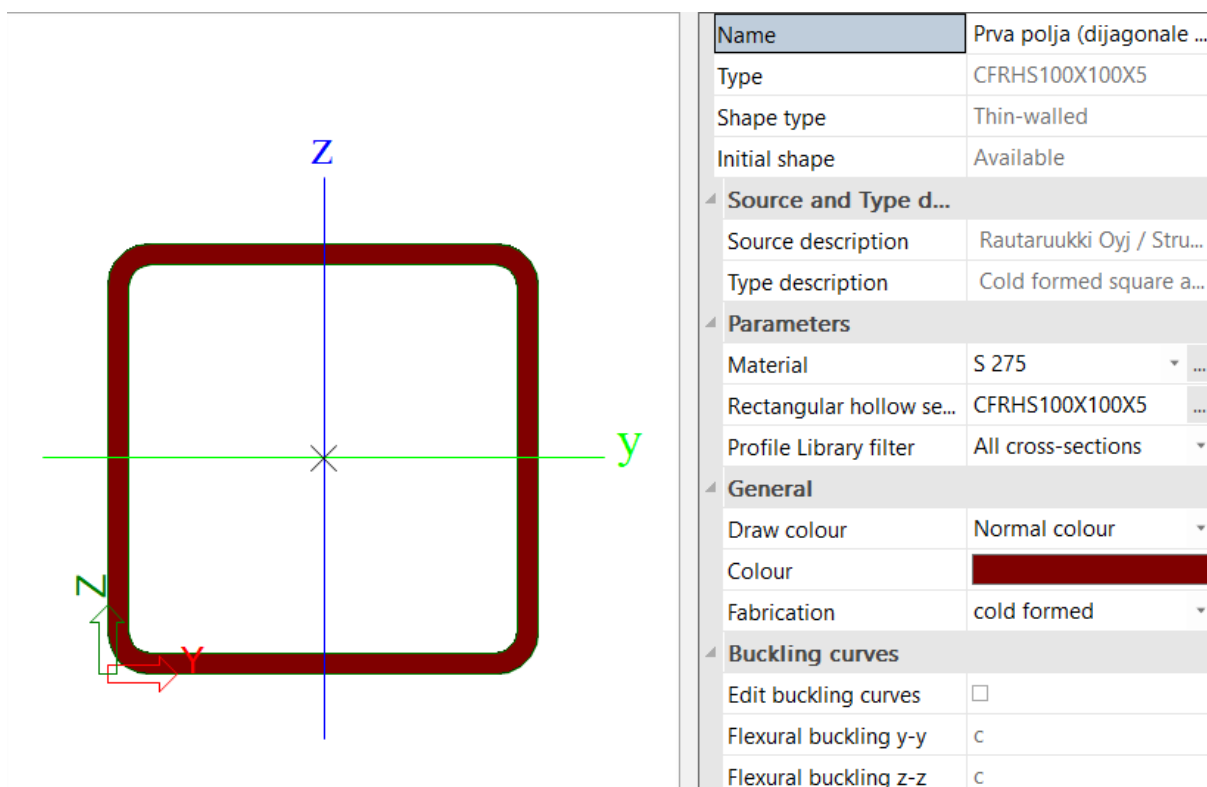 z
y
Z
Y
Name Prva polja (dijagonale ...
Type CFRHS100X100X5
Shape type Thin-walled
Initial shape Available
Source and Type d...
Source description Rautaruukki Oyj / Stru...
Type description Cold formed square a...
Parameters
Material S 275 ...
Rectangular hollow se... CFRHS100X100X5 ...
Profile Library filter All cross-sections
General
Draw colour Normal colour
Colour
Fabrication cold formed
Buckling curves
Edit buckling curves
Flexural buckling y-y c
Flexural buckling z-z c